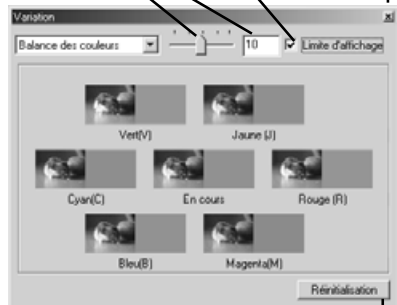 Variation
Balance des couleurs 10 Limite d'affichage
Vert(V) Jaune (J)
Cyan(C) En cours Rouge (R)
Bleu(B) Magenta(M)
Réinitialisation